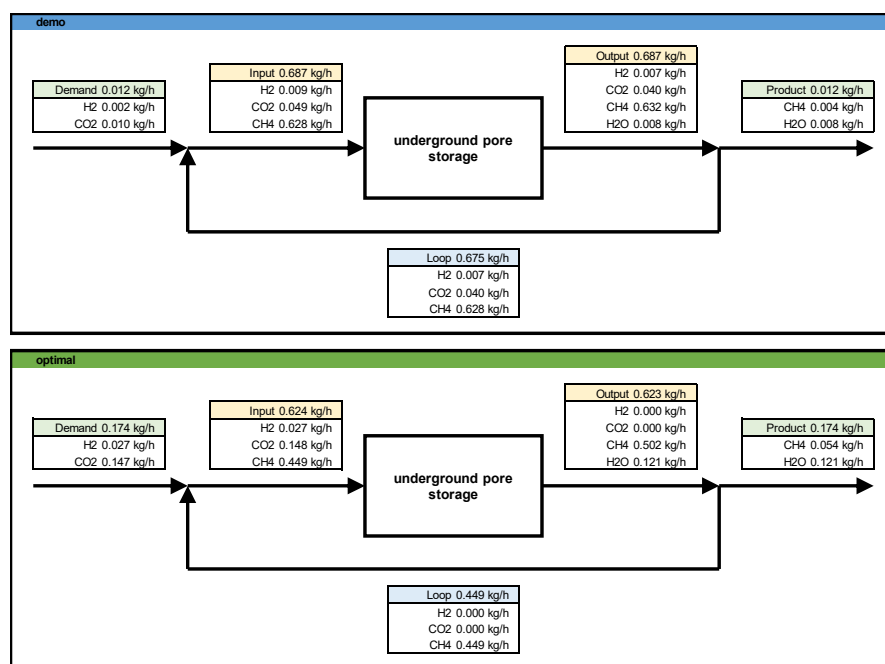 demo
Demand 0.012 kg/h
H2 0.002 kg/h
CO2 0.010 kg/h
Input 0.687 kg/h
H2 0.009 kg/h
CO2 0.049 kg/h
CH4 0.628 kg/h
underground pore
storage
Output 0.687 kg/h
H2 0.007 kg/h
CO2 0.040 kg/h
CH4 0.632 kg/h
H2O 0.008 kg/h
Product 0.012 kg/h
CH4 0.004 kg/h
H2O 0.008 kg/h
Loop 0.675 kg/h
H2 0.007 kg/h
CO2 0.040 kg/h
CH4 0.628 kg/h
optimal
Demand 0.174 kg/h
H2 0.027 kg/h
CO2 0.147 kg/h
Input 0.624 kg/h
H2 0.027 kg/h
CO2 0.148 kg/h
CH4 0.449 kg/h
underground pore
storage
Output 0.623 kg/h
H2 0.000 kg/h
CO2 0.000 kg/h
CH4 0.502 kg/h
H2O 0.121 kg/h
Product 0.174 kg/h
CH4 0.054 kg/h
H2O 0.121 kg/h
Loop 0.449 kg/h
H2 0.000 kg/h
CO2 0.000 kg/h
CH4 0.449 kg/h